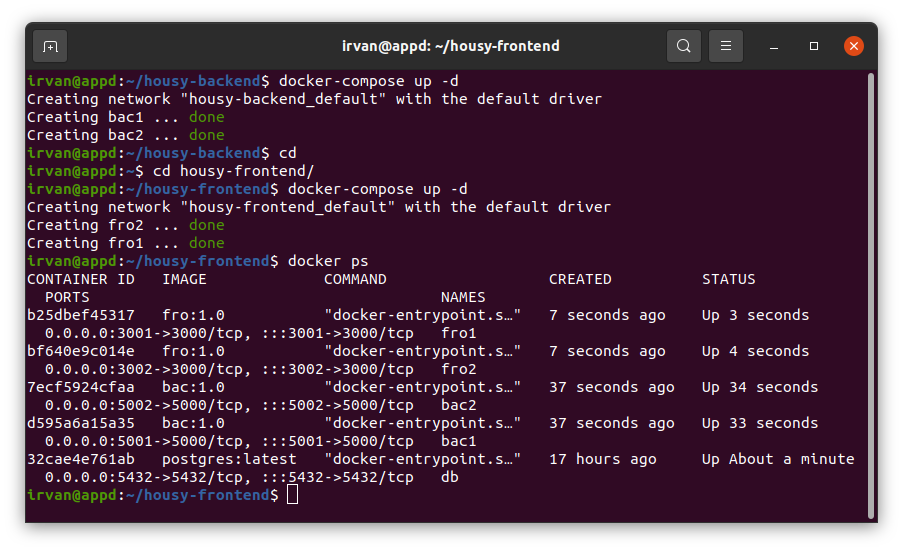 irvan@appd: ~/housy-frontend
irvan@appd:~/housy-backend$ docker-compose up -d
Creating network "housy-backend_default" with the default driver
Creating bac1 ... done
Creating bac2 ... done
irvan@appd:~/housy-backend$ cd
irvan@appd:~$ cd housy-frontend/
irvan@appd:~/housy-frontend$ docker-compose up -d
Creating network "housy-frontend_default" with the default driver
Creating fro2 ... done
Creating fro1 ... done
irvan@appd:~/housy-frontend$ docker ps
CONTAINER ID   IMAGE             COMMAND                  CREATED          STATUS
  PORTS                                       NAMES
b25dbef45317   fro:1.0           "docker-entrypoint.s…"   7 seconds ago    Up 3 seconds
  0.0.0.0:3001->3000/tcp, :::3001->3000/tcp   fro1
bf640e9c014e   fro:1.0           "docker-entrypoint.s…"   7 seconds ago    Up 4 seconds
  0.0.0.0:3002->3000/tcp, :::3002->3000/tcp   fro2
7ecf5924cfaa   bac:1.0           "docker-entrypoint.s…"   37 seconds ago   Up 34 seconds
  0.0.0.0:5002->5000/tcp, :::5002->5000/tcp   bac2
d595a6a15a35   bac:1.0           "docker-entrypoint.s…"   37 seconds ago   Up 33 seconds
  0.0.0.0:5001->5000/tcp, :::5001->5000/tcp   bac1
32cae4e761ab   postgres:latest   "docker-entrypoint.s…"   17 hours ago     Up About a minute
  0.0.0.0:5432->5432/tcp, :::5432->5432/tcp   db
irvan@appd:~/housy-frontend$